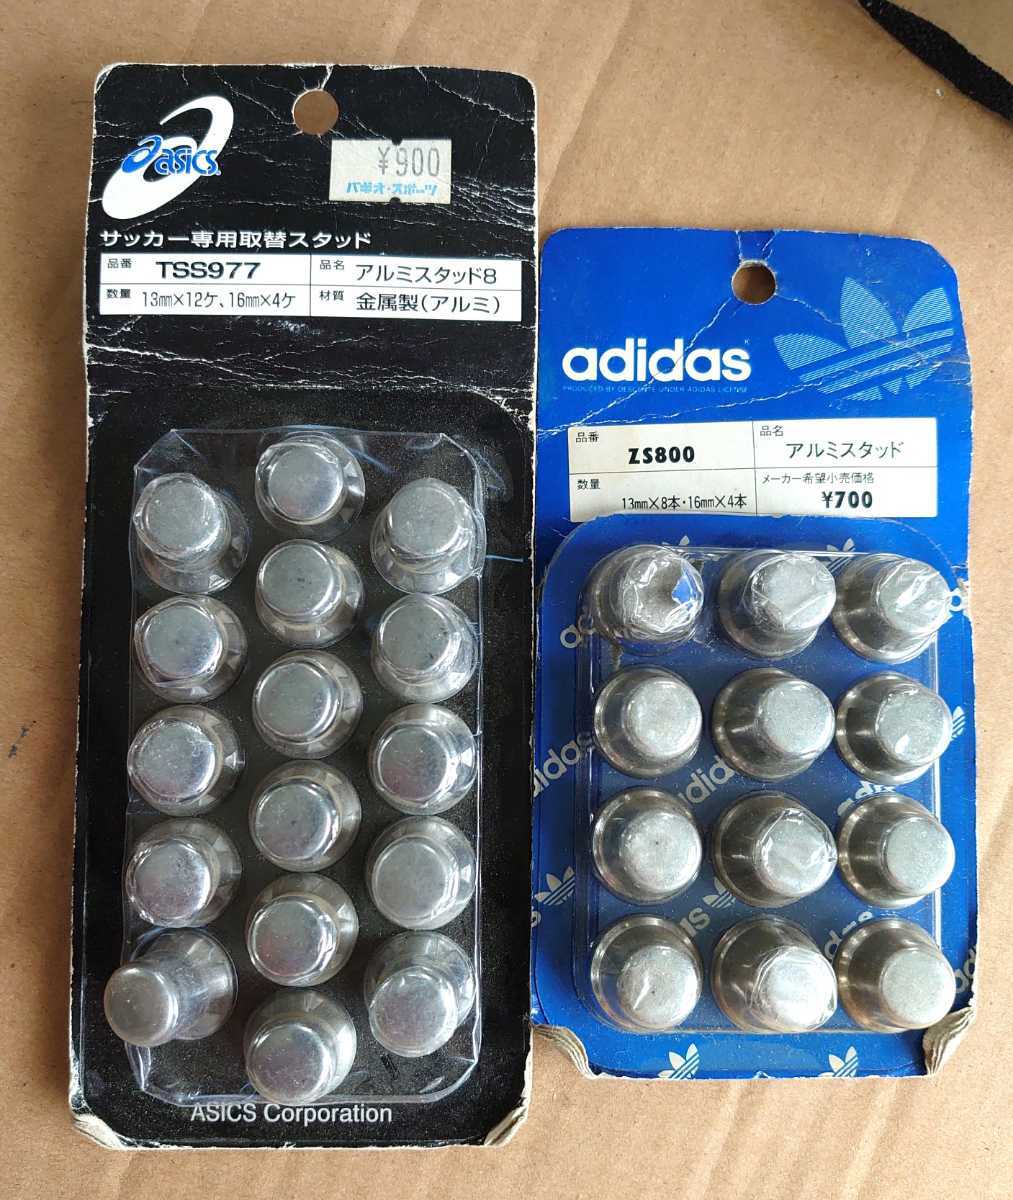 asics
¥900
バギオ・スポーツ
サッカー専用取替スタッド
品番 TSS977 品名 アルミスタッド8
数量 13mm×12ケ、16mm×4ケ 材質 金属製(アルミ)
ASICS Corporation
adidas
PRODUCED BY DESCENTE UNDER ADIDAS LICENSE
品番 ZS800 品名 アルミスタッド
数量 13mm×8本・16mm×4本 メーカー希望小売価格 ¥700
adidas
adidas
adidas